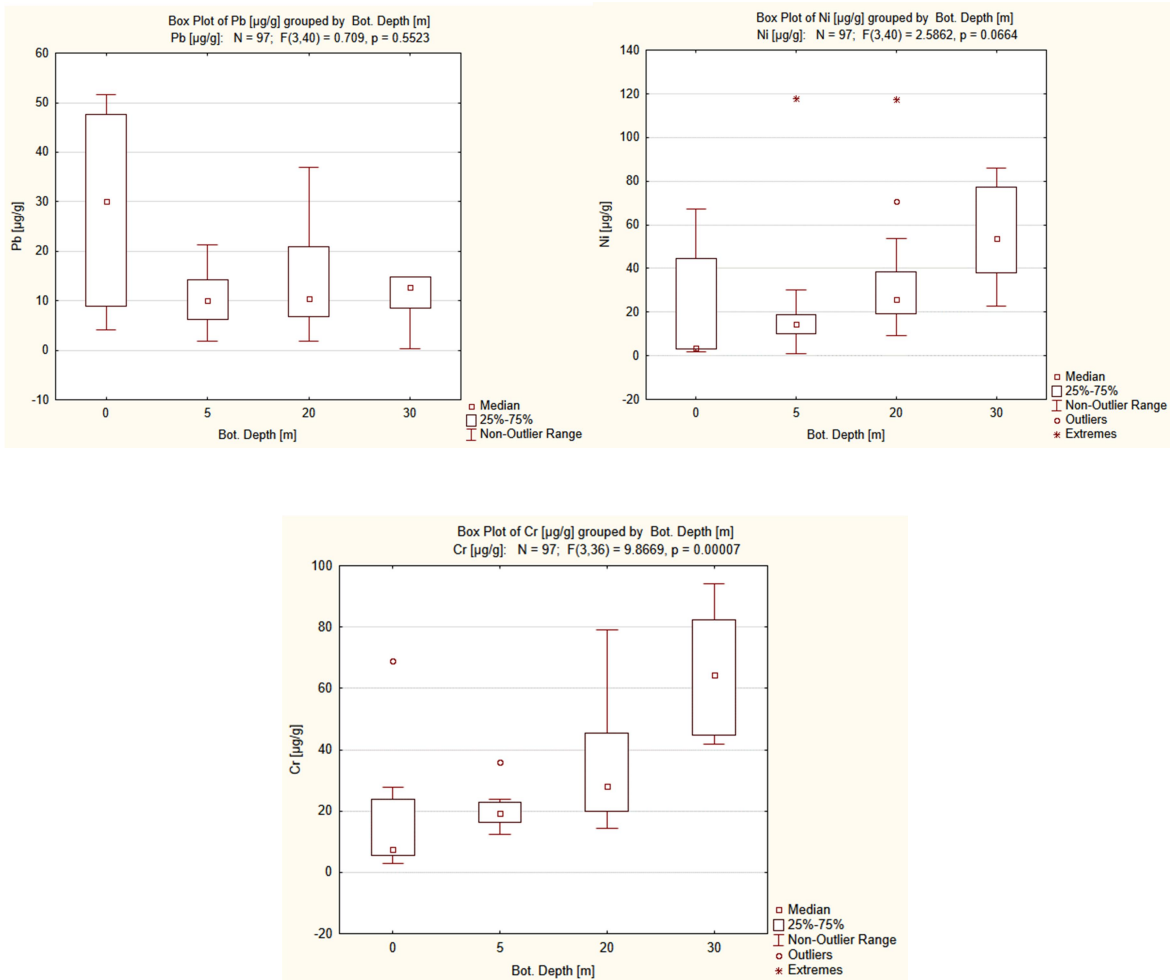 Box Plot of Pb [µg/g] grouped by Bot. Depth [m]
Pb [µg/g]: N = 97; F(3,40) = 0.709, p = 0.5523
60
50
40
30
20
10
0
-10
Pb [µg/g]
0 5 20 30
Bot. Depth [m]
Median
25%-75%
Non-Outlier Range
Box Plot of Ni [µg/g] grouped by Bot. Depth [m]
Ni [µg/g]: N = 97; F(3,40) = 2.5862, p = 0.0664
140
120
100
80
60
40
20
0
-20
Ni [µg/g]
0 5 20 30
Bot. Depth [m]
Median
25%-75%
Non-Outlier Range
Outliers
Extremes
Box Plot of Cr [µg/g] grouped by Bot. Depth [m]
Cr [µg/g]: N = 97; F(3,36) = 9.8669, p = 0.00007
100
80
60
40
20
0
-20
Cr [µg/g]
0 5 20 30
Bot. Depth [m]
Median
25%-75%
Non-Outlier Range
Outliers
Extremes